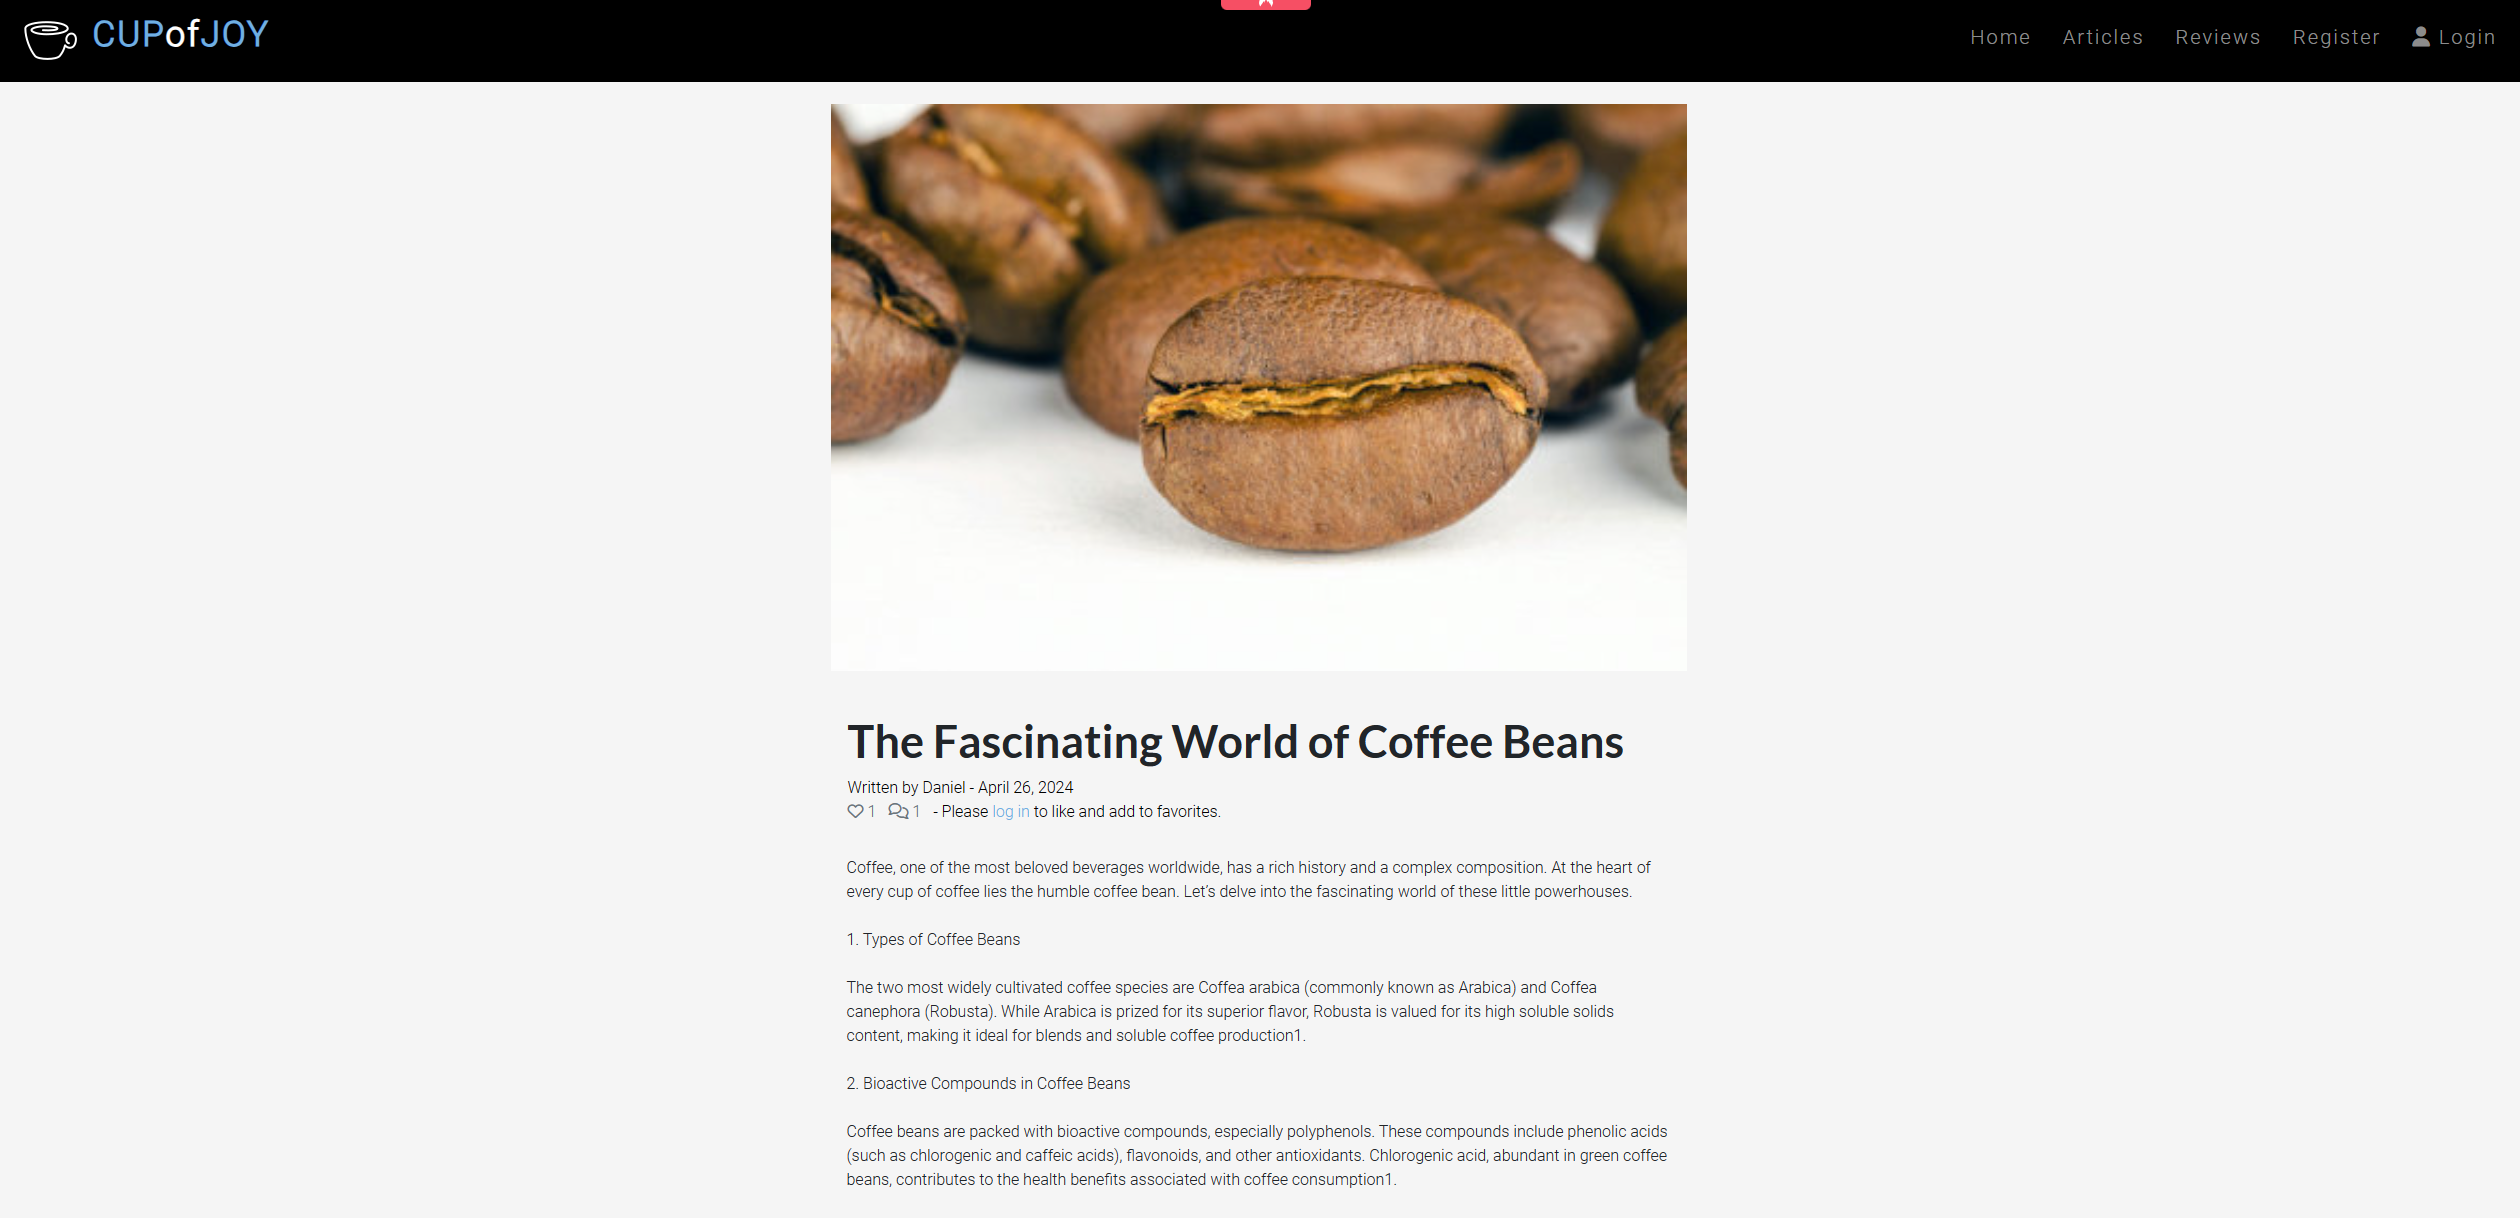 CUPofJOY
Home Articles Reviews Register Login
The Fascinating World of Coffee Beans
Written by Daniel - April 26, 2024
1 1 - Please log in to like and add to favorites.
Coffee, one of the most beloved beverages worldwide, has a rich history and a complex composition. At the heart of
every cup of coffee lies the humble coffee bean. Let’s delve into the fascinating world of these little powerhouses.
1. Types of Coffee Beans
The two most widely cultivated coffee species are Coffea arabica (commonly known as Arabica) and Coffea
canephora (Robusta). While Arabica is prized for its superior flavor, Robusta is valued for its high soluble solids
content, making it ideal for blends and soluble coffee production1.
2. Bioactive Compounds in Coffee Beans
Coffee beans are packed with bioactive compounds, especially polyphenols. These compounds include phenolic acids
(such as chlorogenic and caffeic acids), flavonoids, and other antioxidants. Chlorogenic acid, abundant in green coffee
beans, contributes to the health benefits associated with coffee consumption1.